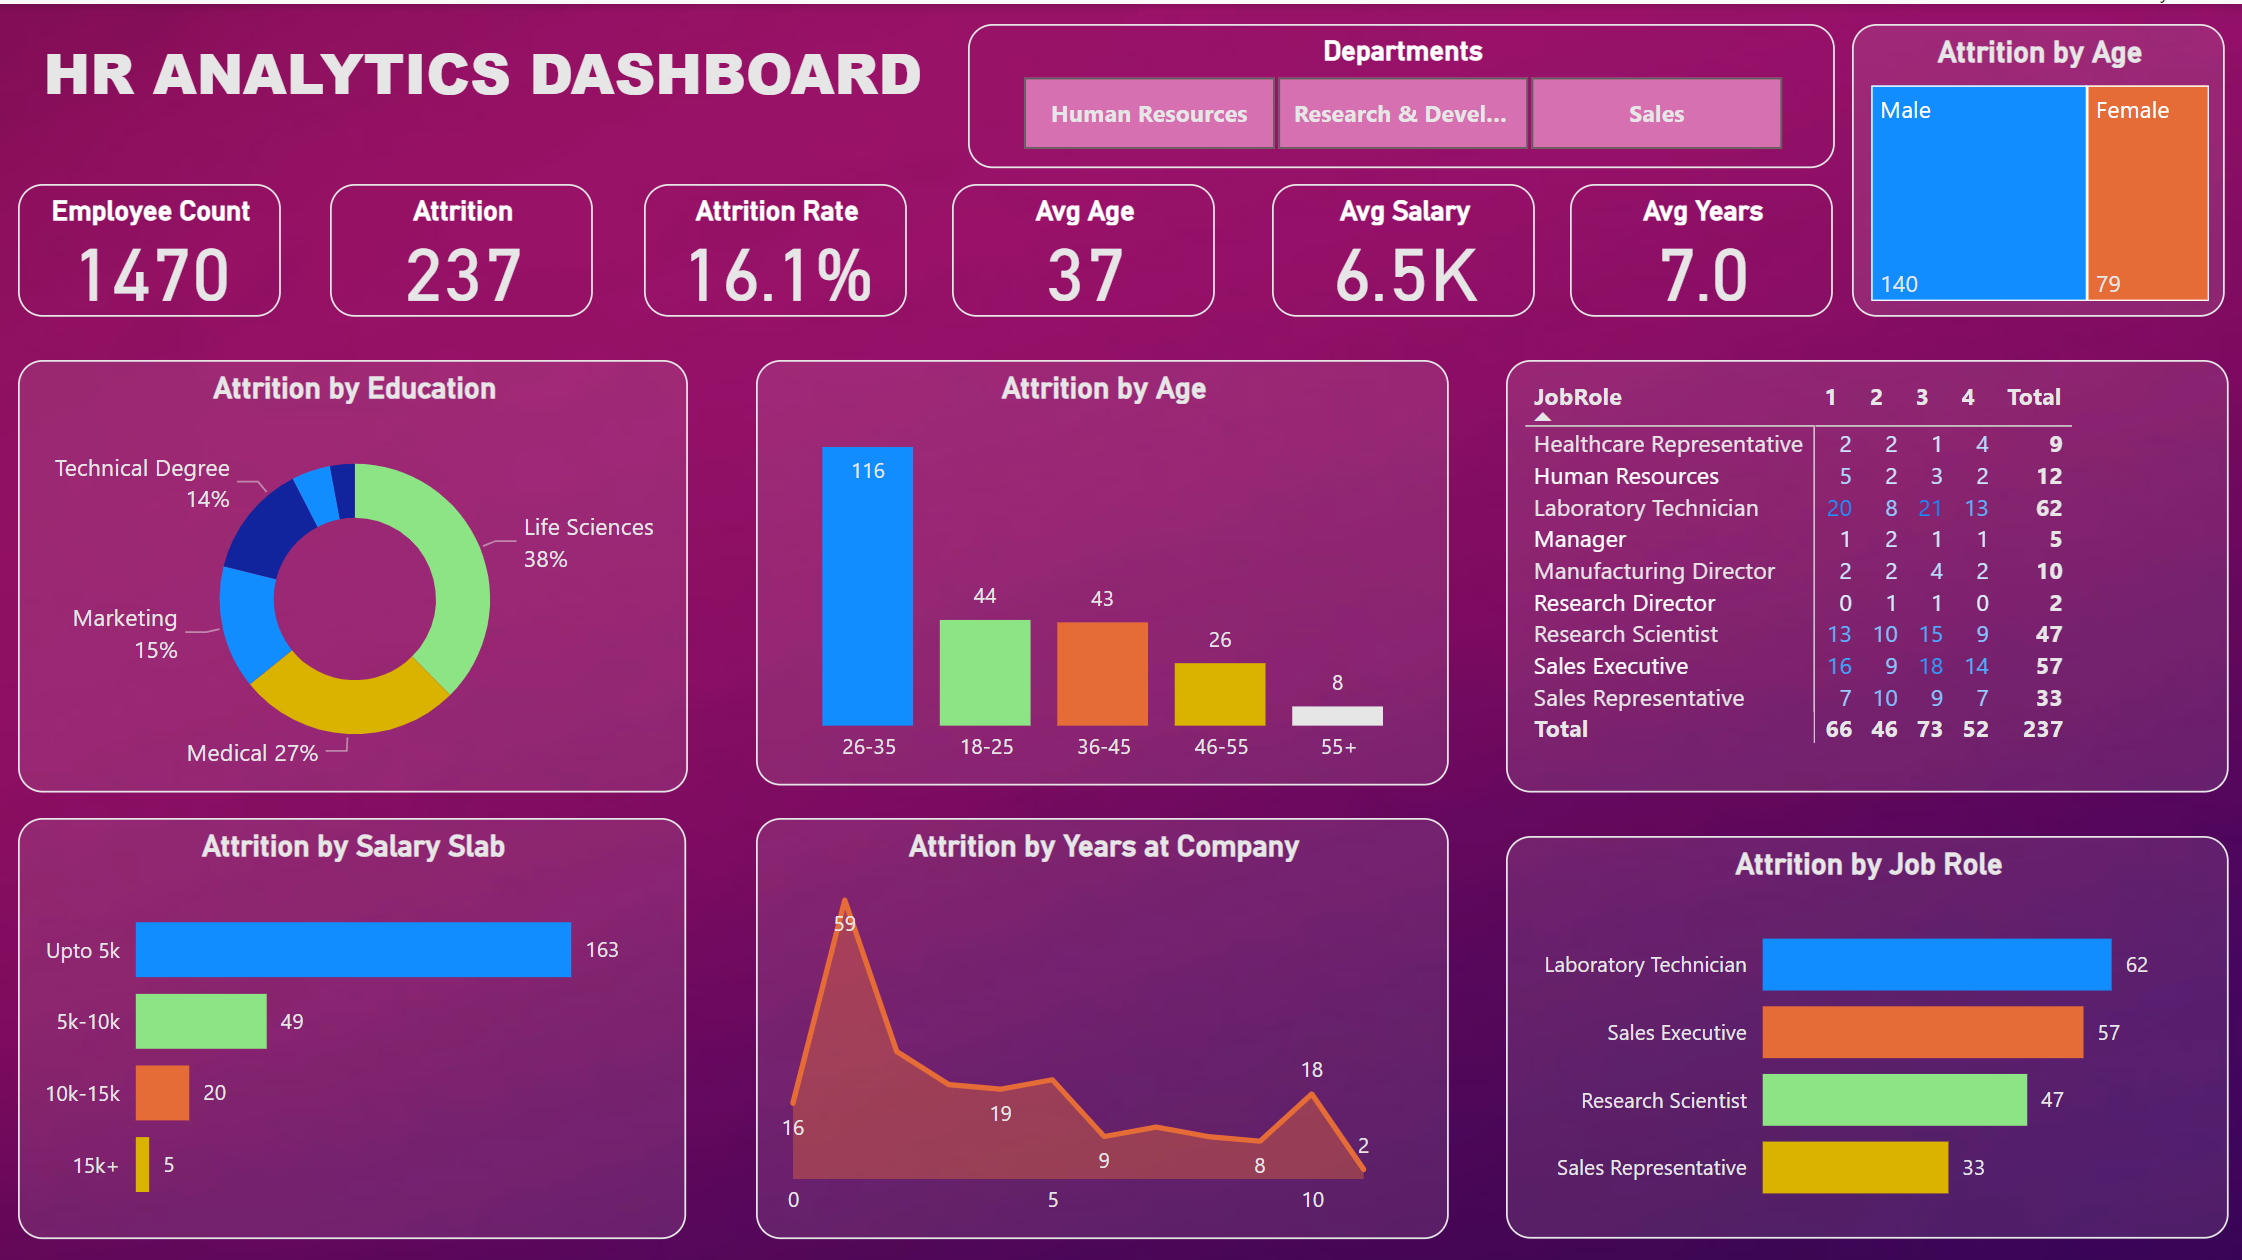 HR ANALYTICS DASHBOARD
Departments
Human Resources
Research & Devel...
Sales
Attrition by Age
Male
Female
140
79
Employee Count
1470
Attrition
237
Attrition Rate
16.1%
Avg Age
37
Avg Salary
6.5K
Avg Years
7.0
Attrition by Education
Technical Degree
14%
Life Sciences
38%
Marketing
15%
Medical 27%
Attrition by Age
116
44
43
26
8
26-35
18-25
36-45
46-55
55+
JobRole 1 2 3 4 Total
Healthcare Representative 2 2 1 4 9
Human Resources 5 2 3 2 12
Laboratory Technician 20 8 21 13 62
Manager 1 2 1 1 5
Manufacturing Director 2 2 4 2 10
Research Director 0 1 1 0 2
Research Scientist 13 10 15 9 47
Sales Executive 16 9 18 14 57
Sales Representative 7 10 9 7 33
Total 66 46 73 52 237
Attrition by Salary Slab
Upto 5k 163
5k-10k 49
10k-15k 20
15k+ 5
Attrition by Years at Company
59
18
19
16
2
9
8
0 5 10
Attrition by Job Role
Laboratory Technician 62
Sales Executive 57
Research Scientist 47
Sales Representative 33